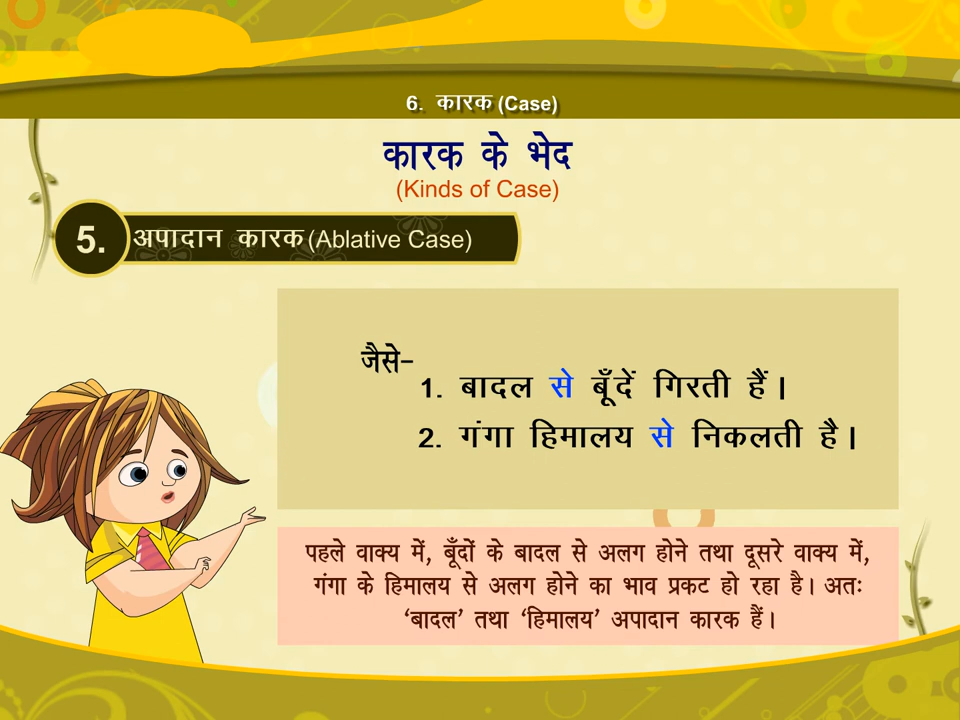 6. कारक (Case)
कारक के भेद
(Kinds of Case)
5. अपादान कारक (Ablative Case)
जैसे-
1. बादल से बूँदें गिरती हैं।
2. गंगा हिमालय से निकलती है।
पहले वाक्य में, बूँदों के बादल से अलग होने तथा दूसरे वाक्य में,
गंगा के हिमालय से अलग होने का भाव प्रकट हो रहा है। अतः
‘बादल’ तथा ‘हिमालय’ अपादान कारक हैं।